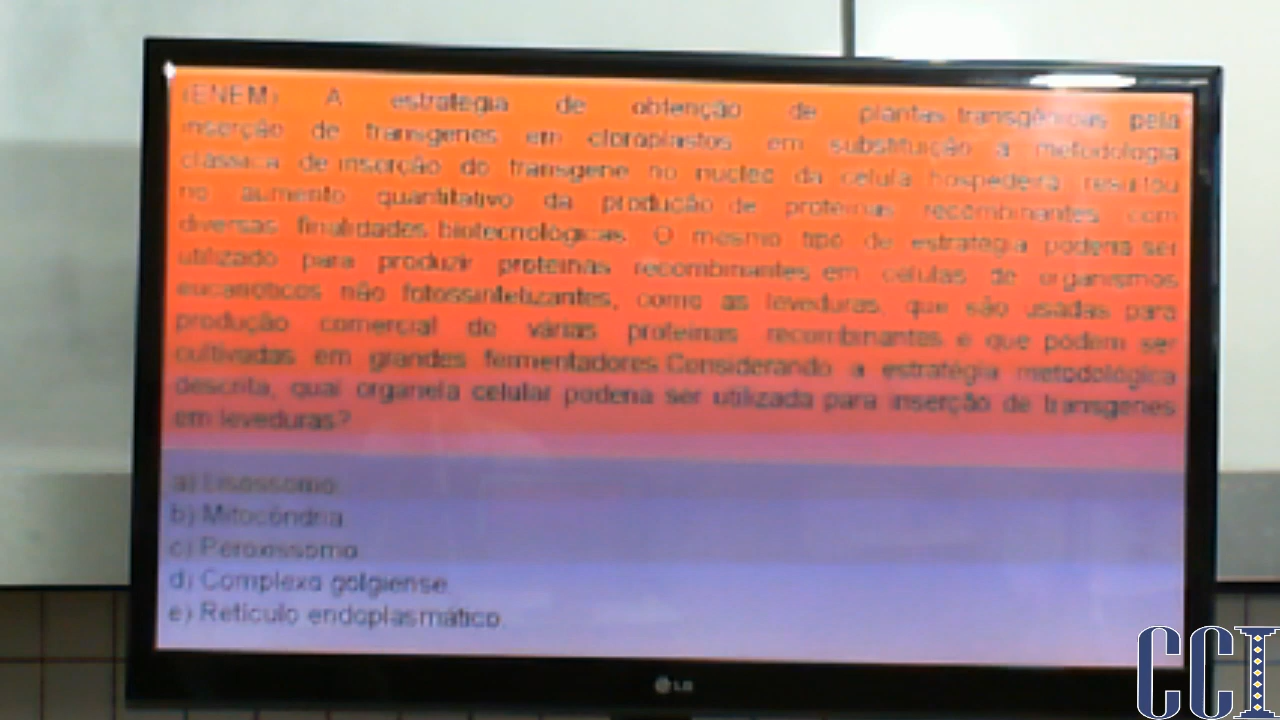 (ENEM) A estratégia de obtenção de plantas transgênicas pela
inserção de transgenes em cloroplastos em substituição à metodologia
clássica de inserção do transgene no núcleo da célula hospedeira resultou
no aumento quantitativo da produção de proteínas recombinantes com
diversas finalidades biotecnológicas. O mesmo tipo de estratégia poderia ser
utilizado para produzir proteínas recombinantes em células de organismos
eucarióticos não fotossintetizantes, como as leveduras, que são usadas para
produção comercial de várias proteínas recombinantes e que podem ser
cultivadas em grandes fermentadores.Considerando a estratégia metodológica
descrita, qual organela celular poderia ser utilizada para inserção de transgenes
em leveduras?
a) Lisossomo.
b) Mitocôndria.
c) Peroxissomo.
d) Complexo golgiense.
e) Retículo endoplasmático.
LG
CCI